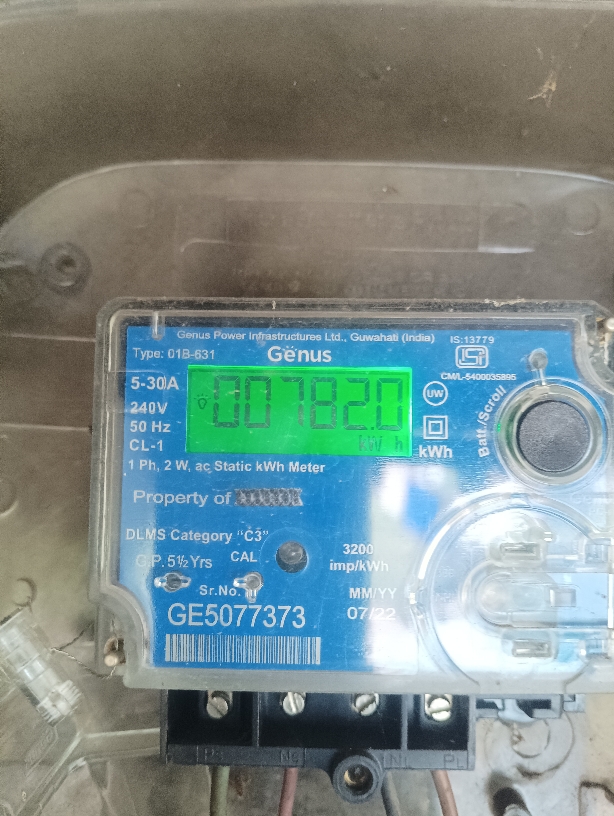 Genus Power Infrastructures Ltd., Guwahati (India)
IS:13779
Type: 01B-631
Genus
CM/L-5400035895
5-30A
240V
50 Hz
CL-1
00782.0
kW h
UW
kWh
Batt./Scroll
1 Ph, 2 W, ac Static kWh Meter
Property of
DLMS Category "C3"
G.P. 5½ Yrs
CAL
3200
imp/kWh
Sr.No.
MM/YY
GE5077373
07/22